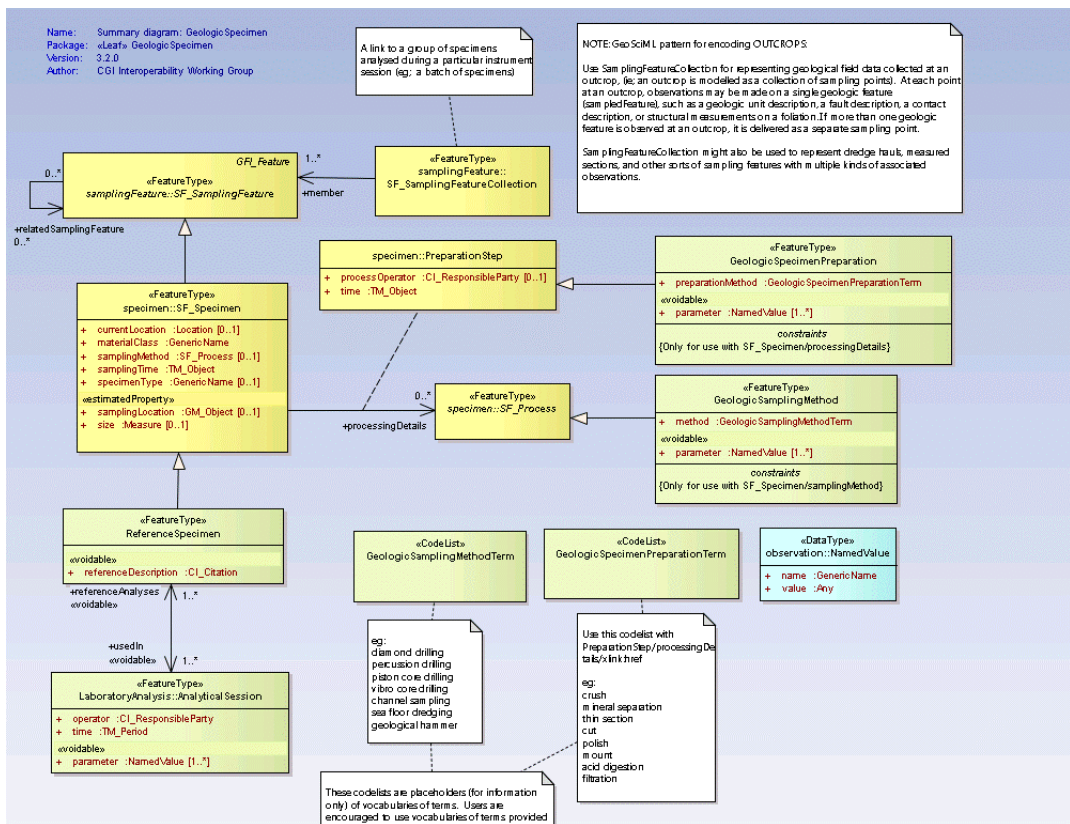 Name: Summary diagram: GeologicSpecimen
Package: «Leaf» GeologicSpecimen
Version: 3.2.0
Author: CGI Interoperability Working Group
A link to a group of specimens
analysed during a particular instrument
session (eg; a batch of specimens)
NOTE: GeoSciML pattern for encoding OUTCROPS:
Use SamplingFeatureCollection for representing geological field data collected at an
outcrop, (ie; an outcrop is modelled as a collection of sampling points). At each point
at an outcrop, observations may be made on a single geologic feature
(sampledFeature), such as a geologic unit description, a fault description, a contact
description, or structural measurements on a foliation. If more than one geologic
feature is observed at an outcrop, it is delivered as a separate sampling point.
SamplingFeatureCollection might also be used to represent dredge hauls, measured
sections, and other sorts of sampling features with multiple kinds of associated
observations.
GFI_Feature
«FeatureType»
samplingFeature::SF_SamplingFeature
0..*
+relatedSamplingFeature
0..*
1..*
+member
«FeatureType»
samplingFeature::
SF_SamplingFeatureCollection
specimen::PreparationStep
+ processOperator :CI_ResponsibleParty [0..1]
+ time :TM_Object
«FeatureType»
GeologicSpecimenPreparation
+ preparationMethod :GeologicSpecimenPreparationTerm
«voidable»
+ parameter :NamedValue [1..*]
constraints
{Only for use with SF_Specimen/processingDetails}
«FeatureType»
specimen::SF_Specimen
+ currentLocation :Location [0..1]
+ materialClass :GenericName
+ samplingMethod :SF_Process [0..1]
+ samplingTime :TM_Object
+ specimenType :GenericName [0..1]
«estimatedProperty»
+ samplingLocation :GM_Object [0..1]
+ size :Measure [0..1]
0..*
+processingDetails
«FeatureType»
specimen::SF_Process
«FeatureType»
GeologicSamplingMethod
+ method :GeologicSamplingMethodTerm
«voidable»
+ parameter :NamedValue [1..*]
constraints
{Only for use with SF_Specimen/samplingMethod}
«FeatureType»
ReferenceSpecimen
«voidable»
+ referenceDescription :CI_Citation
+referenceAnalyses
«voidable»
1..*
+usedIn
«voidable»
1..*
«FeatureType»
LaboratoryAnalysis::AnalyticalSession
+ operator :CI_ResponsibleParty
+ time :TM_Period
«voidable»
+ parameter :NamedValue [1..*]
«CodeList»
GeologicSamplingMethodTerm
«CodeList»
GeologicSpecimenPreparationTerm
«DataType»
observation::NamedValue
+ name :GenericName
+ value :Any
eg:
diamond drilling
percussion drilling
piston core drilling
vibro core drilling
channel sampling
sea floor dredging
geological hammer
Use this codelist with
PreparationStep/processingDe
tails/xlink:href
eg:
crush
mineral separation
thin section
cut
polish
mount
acid digestion
filtration
These codelists are placeholders (for information
only) of vocabularies of terms. Users are
encouraged to use vocabularies of terms provided